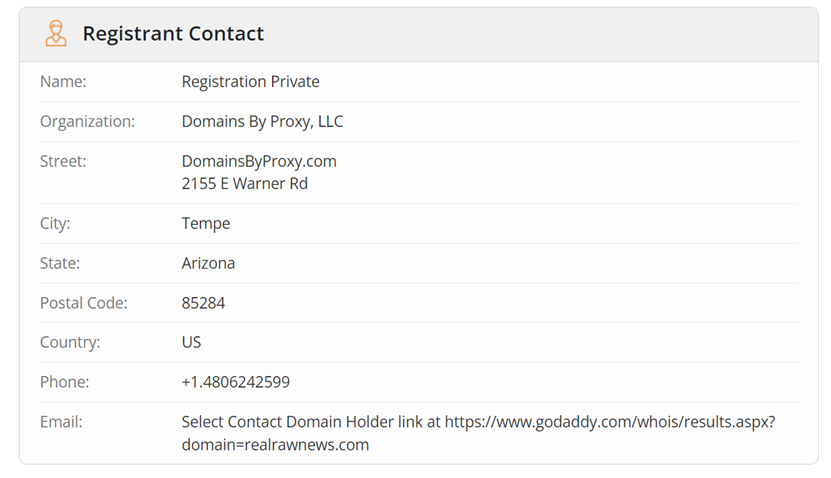 Registrant Contact
Name: Registration Private
Organization: Domains By Proxy, LLC
Street: DomainsByProxy.com
2155 E Warner Rd
City: Tempe
State: Arizona
Postal Code: 85284
Country: US
Phone: +1.4806242599
Email: Select Contact Domain Holder link at https://www.godaddy.com/whois/results.aspx?
domain=realrawnews.com